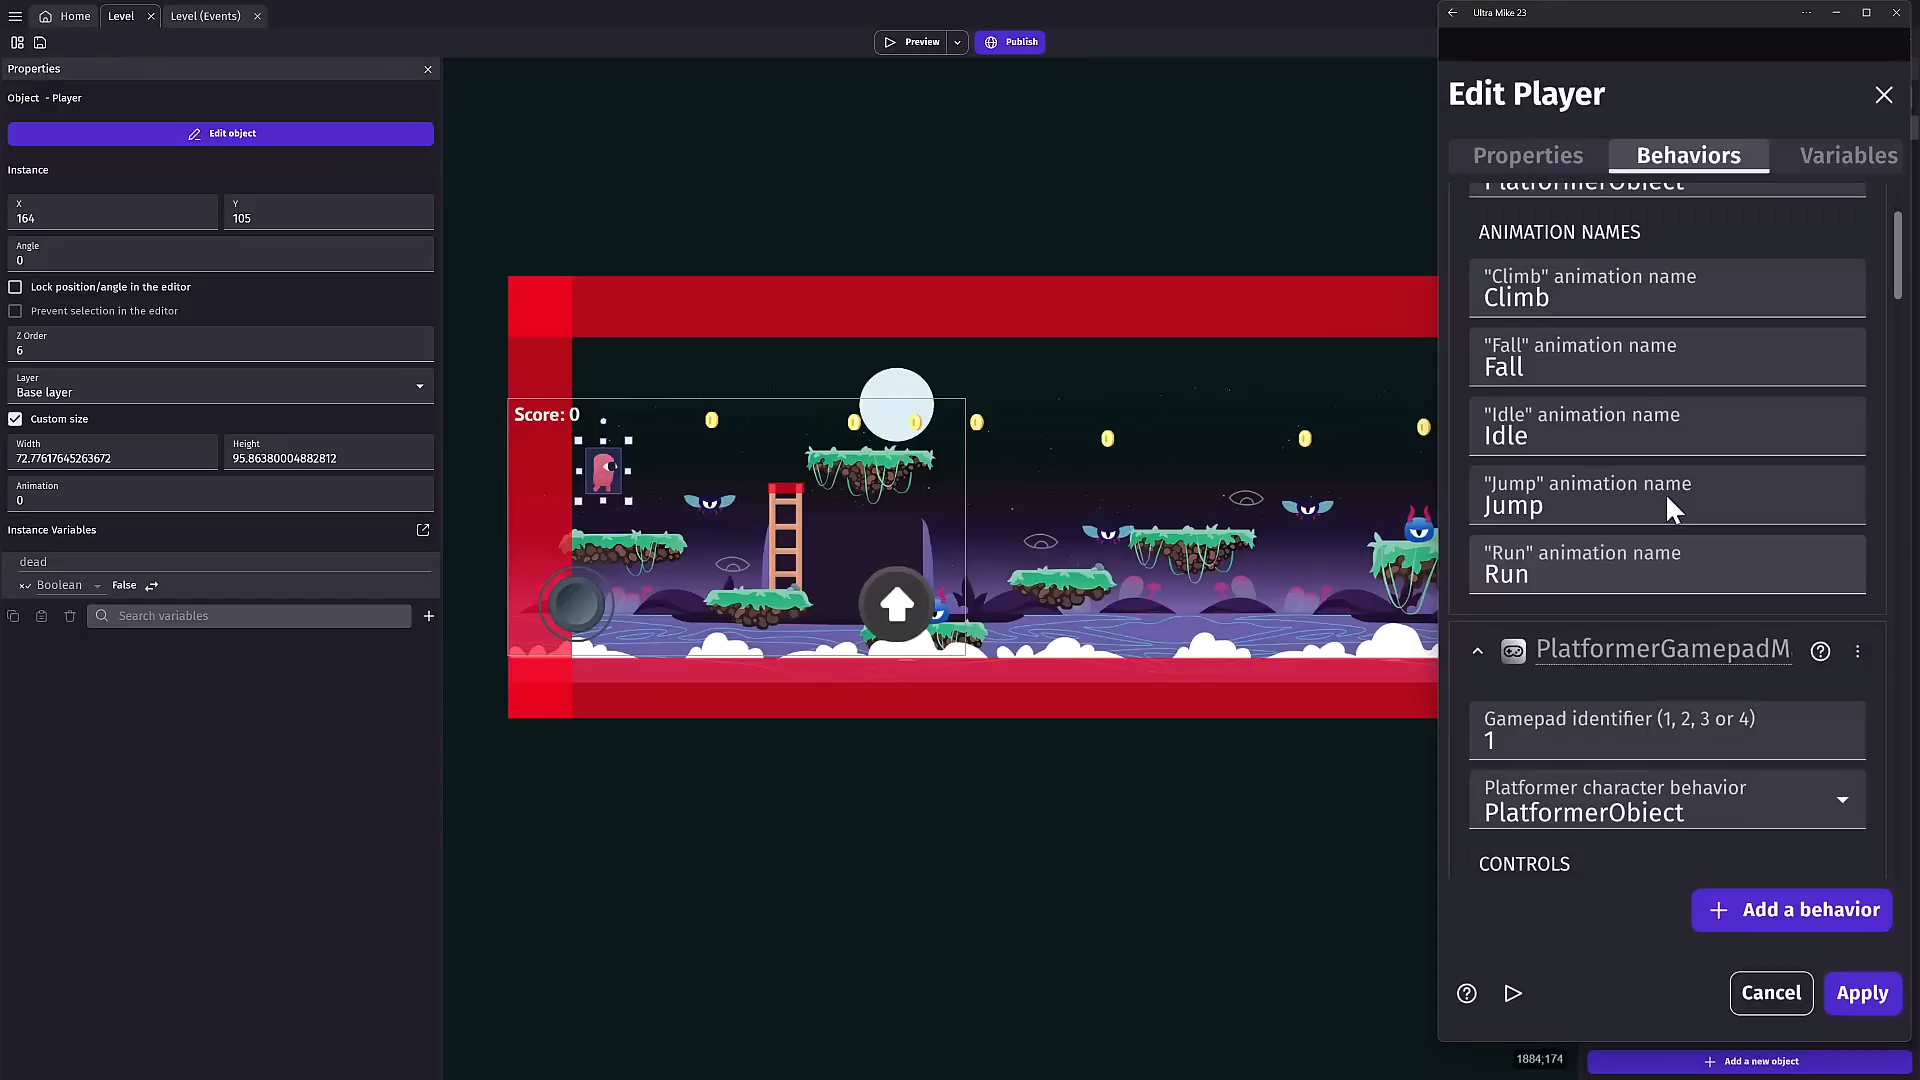 Home
Level
Level (Events)
Ultra Mike 23
Preview
Publish
Properties
Object - Player
Edit object
Instance
X
164
Y
105
Angle
0
Lock position/angle in the editor
Prevent selection in the editor
Z Order
6
Layer
Base layer
Custom size
Width
72.77617645263672
Height
95.86380004882812
Animation
0
Instance Variables
dead
Boolean False
Search variables
Score: 0
Edit Player
Properties
Behaviors
Variables
PlatformerObject
ANIMATION NAMES
"Climb" animation name
Climb
"Fall" animation name
Fall
"Idle" animation name
Idle
"Jump" animation name
Jump
"Run" animation name
Run
PlatformerGamepadM
Gamepad identifier (1, 2, 3 or 4)
1
Platformer character behavior
PlatformerObject
CONTROLS
Add a behavior
Cancel
Apply
1884;174
Add a new object